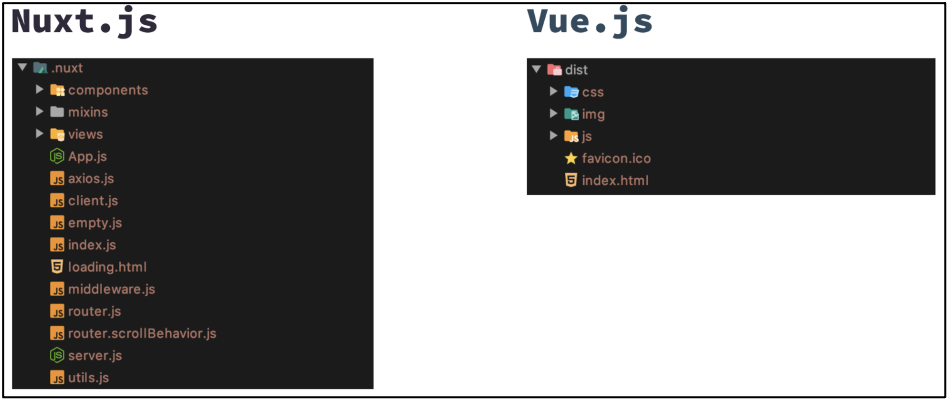 Nuxt.js
.nuxt
components
mixins
views
App.js
axios.js
client.js
empty.js
index.js
loading.html
middleware.js
router.js
router.scrollBehavior.js
server.js
utils.js
Vue.js
dist
css
img
js
favicon.ico
index.html